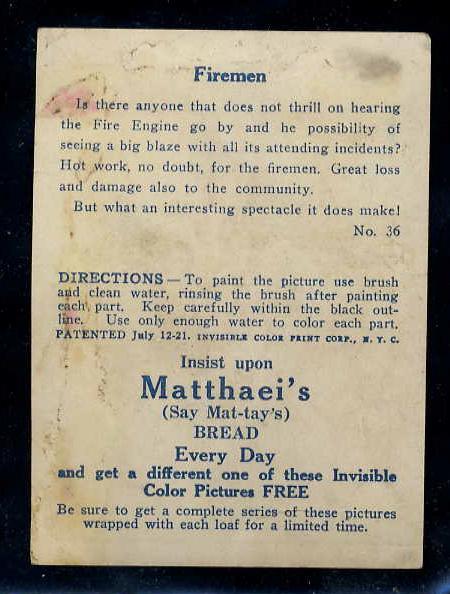 Firemen
Is there anyone that does not thrill on hearing
the Fire Engine go by and he possibility of
seeing a big blaze with all its attending incidents?
Hot work, no doubt, for the firemen. Great loss
and damage also to the community.
But what an interesting spectacle it does make!
No. 36
DIRECTIONS — To paint the picture use brush
and clean water, rinsing the brush after painting
each part. Keep carefully within the black out-
line. Use only enough water to color each part.
PATENTED July 12-21. INVISIBLE COLOR PRINT CORP., N. Y. C.
Insist upon
Matthaei's
(Say Mat-tay's)
BREAD
Every Day
and get a different one of these Invisible
Color Pictures FREE
Be sure to get a complete series of these pictures
wrapped with each loaf for a limited time.